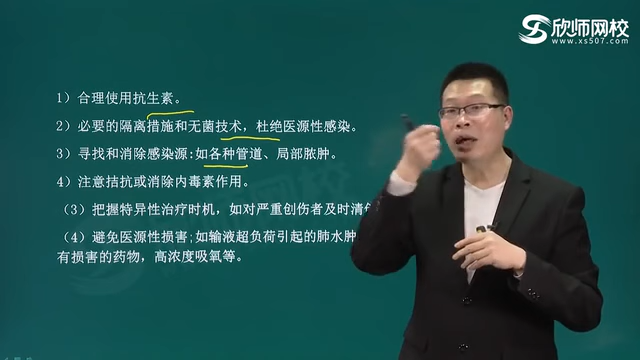 欣师网校
www.xs507.com
1）合理使用抗生素。
2）必要的隔离措施和无菌技术，杜绝医源性感染。
3）寻找和消除感染源:如各种管道、局部脓肿。
4）注意拮抗或消除内毒素作用。
（3）把握特异性治疗时机，如对严重创伤者及时清
（4）避免医源性损害;如输液超负荷引起的肺水肿
有损害的药物，高浓度吸氧等。
欣师网校